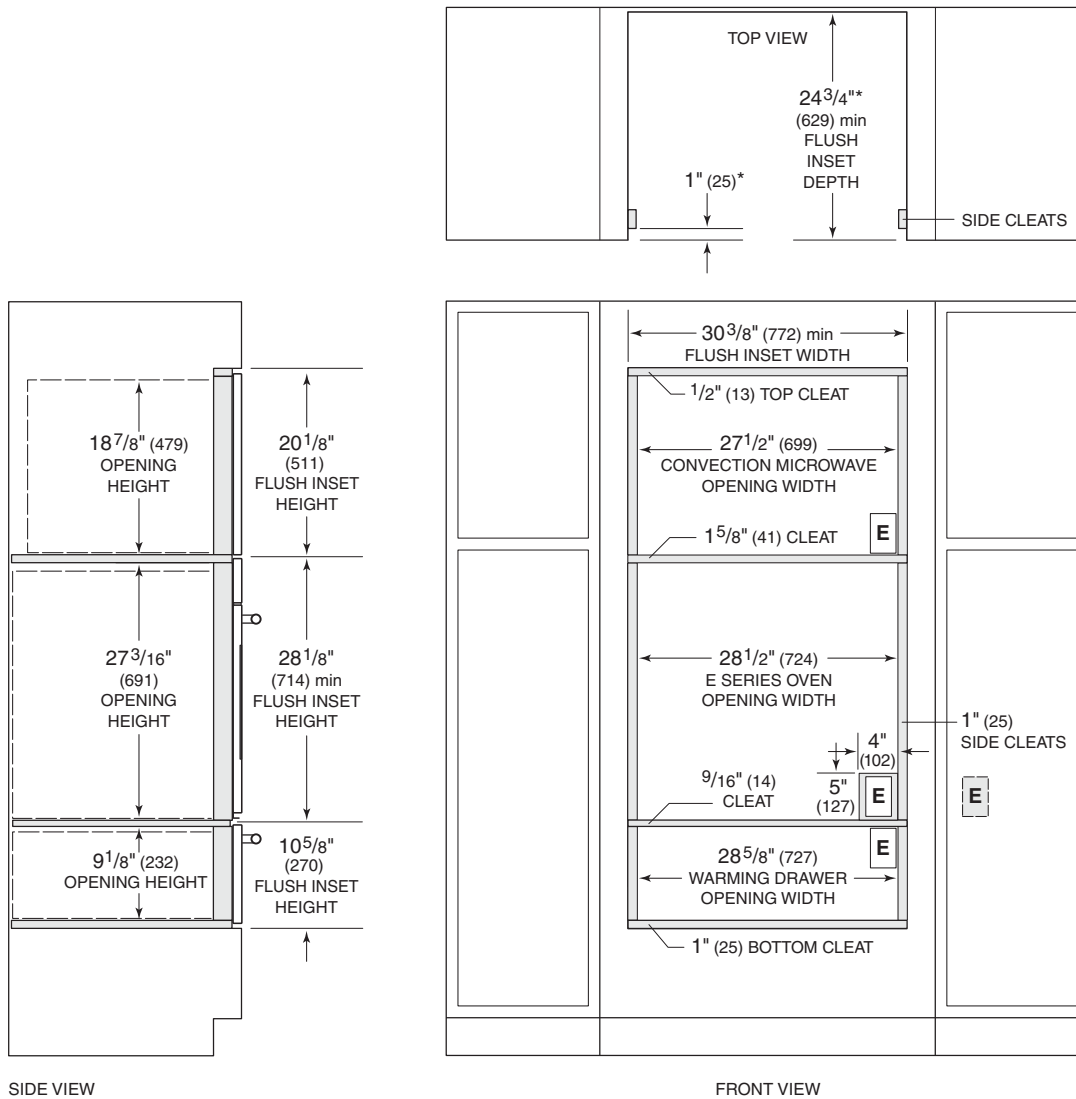 TOP VIEW
24 3/4"*
(629) min
FLUSH
INSET
DEPTH
1" (25)*
SIDE CLEATS
18 7/8" (479)
OPENING
HEIGHT
20 1/8"
(511)
FLUSH INSET
HEIGHT
27 3/16"
(691)
OPENING
HEIGHT
28 1/8"
(714) min
FLUSH INSET
HEIGHT
9 1/8" (232)
OPENING HEIGHT
10 5/8"
(270)
FLUSH INSET
HEIGHT
SIDE VIEW
30 3/8" (772) min
FLUSH INSET WIDTH
1/2" (13) TOP CLEAT
27 1/2" (699)
CONVECTION MICROWAVE
OPENING WIDTH
E
1 5/8" (41) CLEAT
28 1/2" (724)
E SERIES OVEN
OPENING WIDTH
1" (25)
SIDE CLEATS
4"
(102)
9/16" (14)
CLEAT
5"
(127)
E
E
E
28 5/8" (727)
WARMING DRAWER
OPENING WIDTH
1" (25) BOTTOM CLEAT
FRONT VIEW